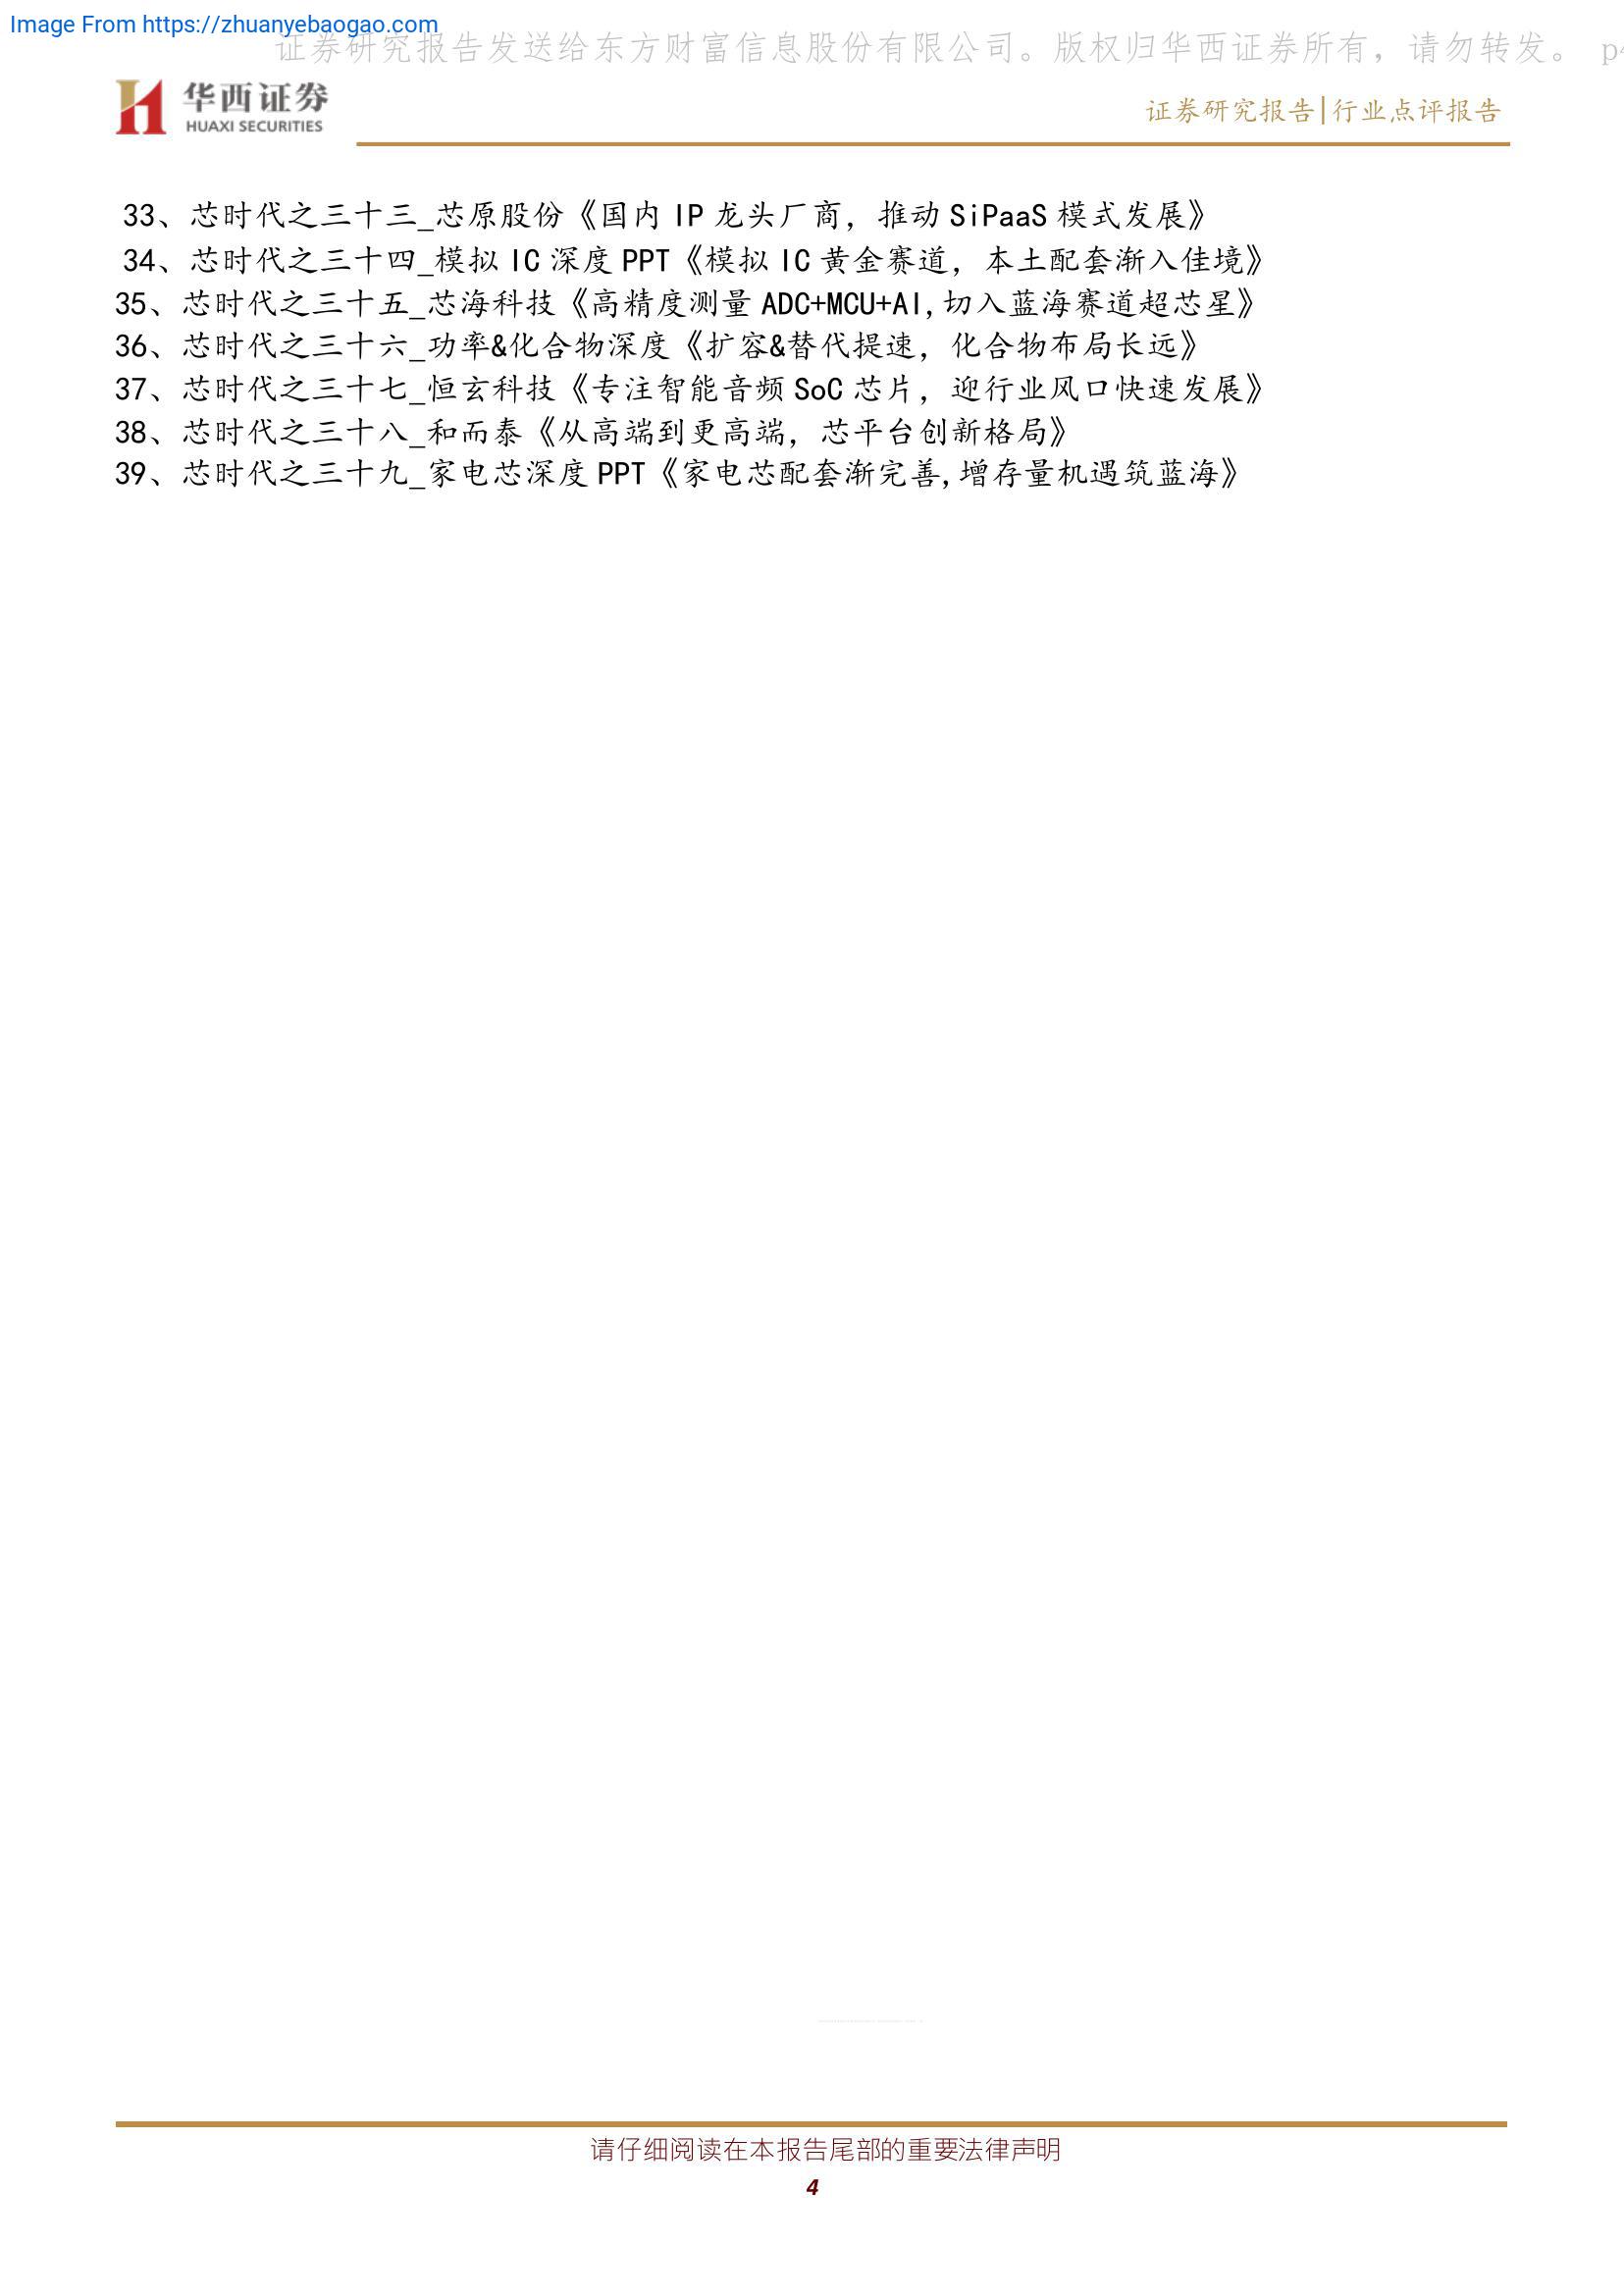 Image From https://zhuanyebaogao.com
证券研究报告发送给东方财富信息股份有限公司。版权归华西证券所有，请勿转发。 p4
华西证券
HUAXI SECURITIES
证券研究报告|行业点评报告
33、芯时代之三十三_芯原股份《国内 IP 龙头厂商，推动 SiPaaS 模式发展》
34、芯时代之三十四_模拟 IC 深度 PPT《模拟 IC 黄金赛道，本土配套渐入佳境》
35、芯时代之三十五_芯海科技《高精度测量 ADC+MCU+AI,切入蓝海赛道超芯星》
36、芯时代之三十六_功率&化合物深度《扩容&替代提速，化合物布局长远》
37、芯时代之三十七_恒玄科技《专注智能音频 SoC 芯片，迎行业风口快速发展》
38、芯时代之三十八_和而泰《从高端到更高端，芯平台创新格局》
39、芯时代之三十九_家电芯深度 PPT《家电芯配套渐完善,增存量机遇筑蓝海》
请仔细阅读在本报告尾部的重要法律声明
4